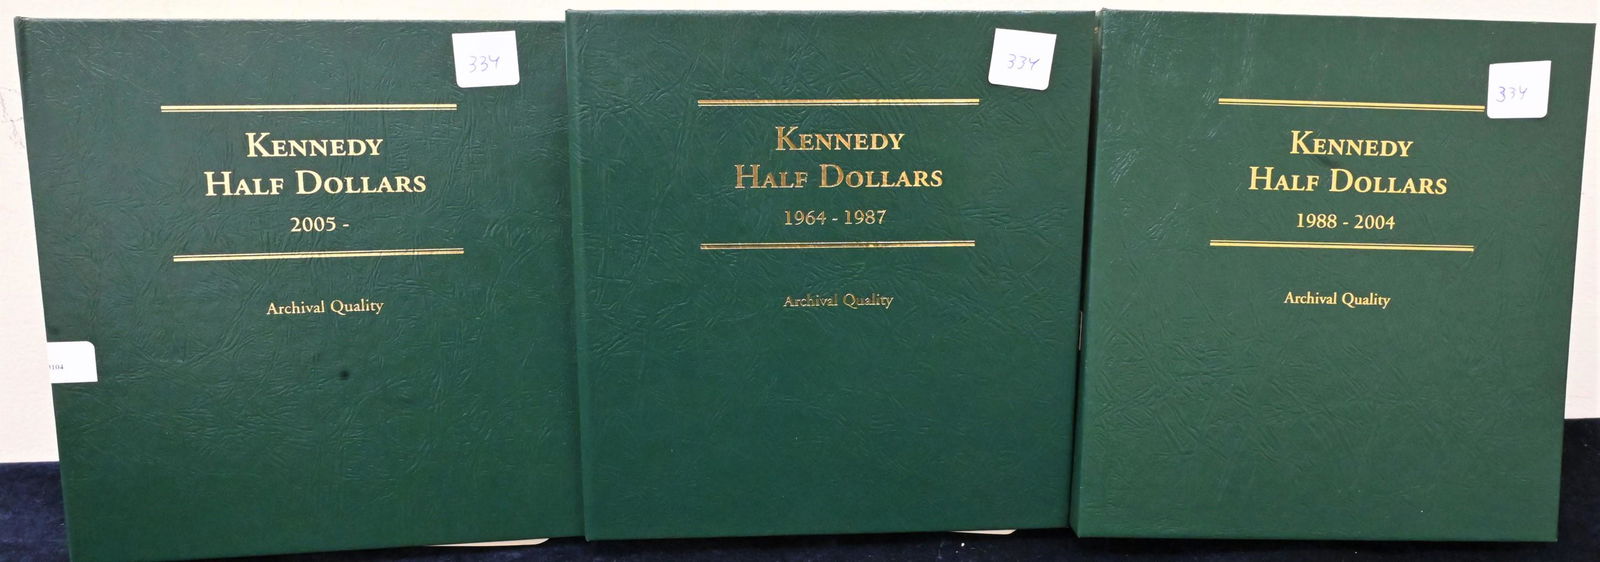 334
KENNEDY
HALF DOLLARS
2005 -
Archival Quality
334
KENNEDY
HALF DOLLARS
1964 - 1987
Archival Quality
334
KENNEDY
HALF DOLLARS
1988 - 2004
Archival Quality